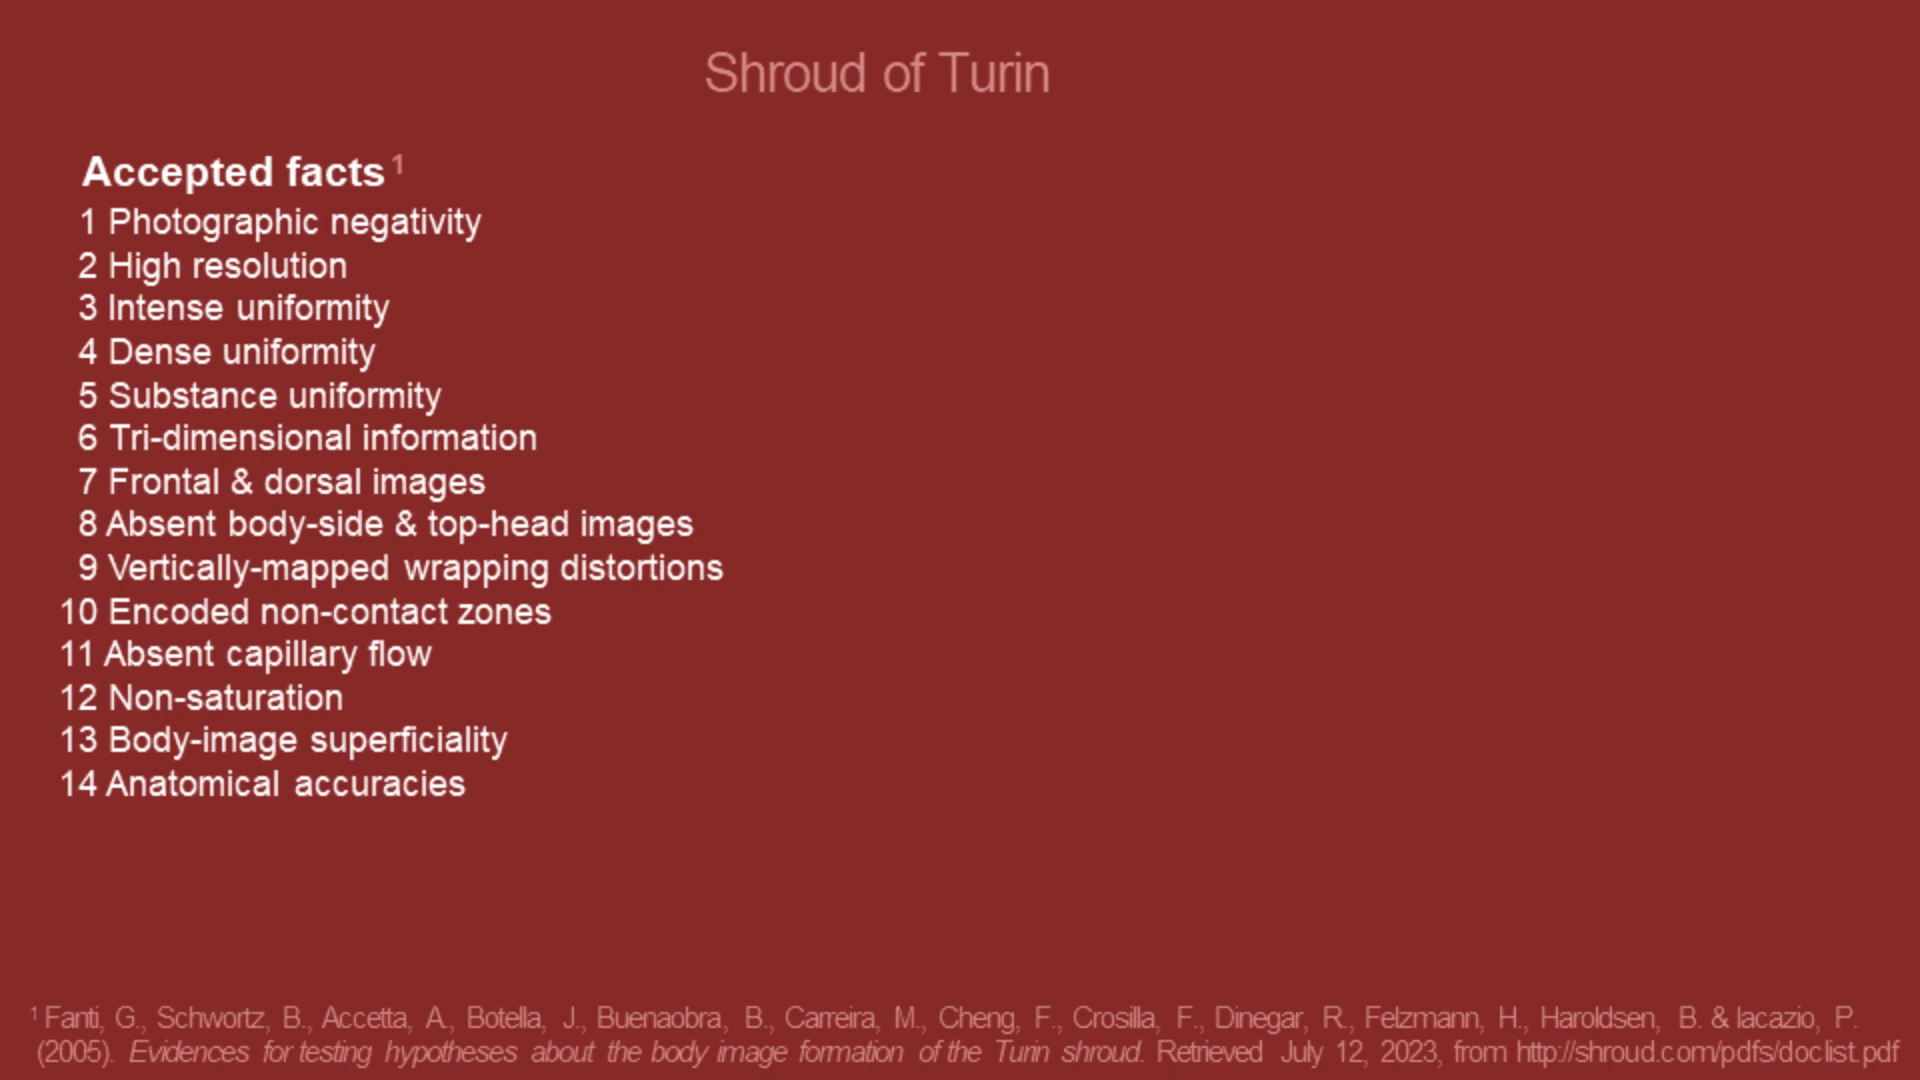 Shroud of Turin
Accepted facts ¹
1 Photographic negativity
2 High resolution
3 Intense uniformity
4 Dense uniformity
5 Substance uniformity
6 Tri-dimensional information
7 Frontal & dorsal images
8 Absent body-side & top-head images
9 Vertically-mapped wrapping distortions
10 Encoded non-contact zones
11 Absent capillary flow
12 Non-saturation
13 Body-image superficiality
14 Anatomical accuracies
¹ Fanti, G., Schwortz, B., Accetta, A., Botella, J., Buenaobra, B., Carreira, M., Cheng, F., Crosilla, F., Dinegar, R., Felzmann, H., Haroldsen, B. & Iacazio, P.
(2005). Evidences for testing hypotheses about the body image formation of the Turin shroud. Retrieved July 12, 2023, from http://shroud.com/pdfs/doclist.pdf